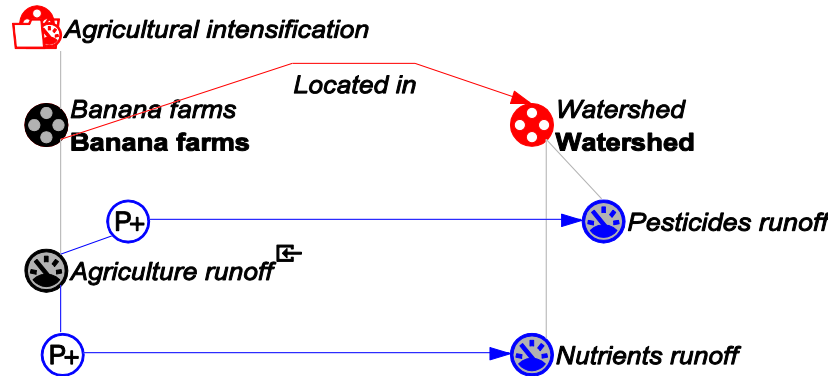 Agricultural intensification
Banana farms
Banana farms
Located in
Watershed
Watershed
P+
Pesticides runoff
Agriculture runoff
P+
Nutrients runoff